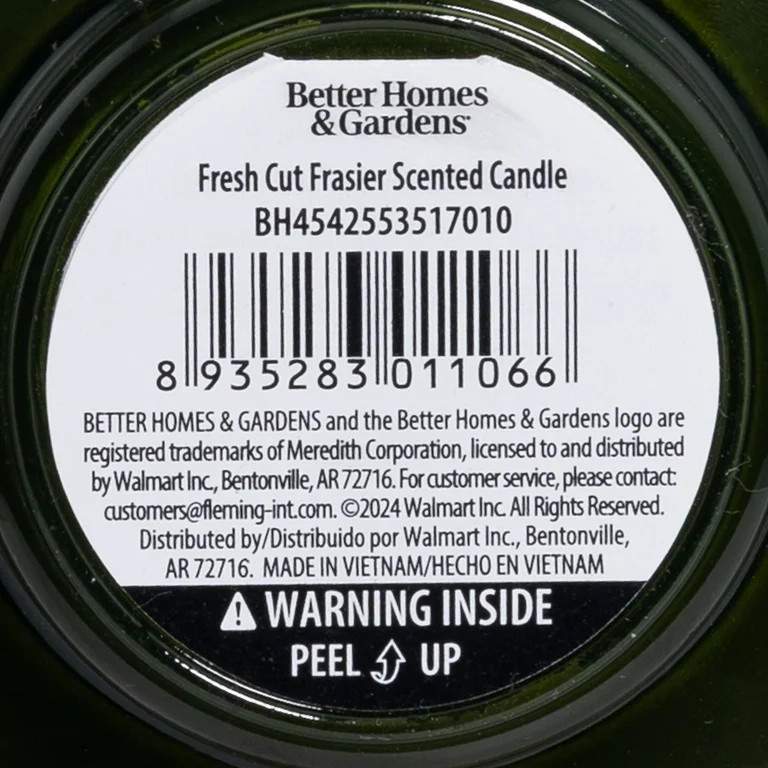 Better Homes
& Gardens®
Fresh Cut Frasier Scented Candle
BH4542553517010
8 935283 011066
BETTER HOMES & GARDENS and the Better Homes & Gardens logo are
registered trademarks of Meredith Corporation, licensed to and distributed
by Walmart Inc., Bentonville, AR 72716. For customer service, please contact:
customers@fleming-int.com. ©2024 Walmart Inc. All Rights Reserved.
Distributed by/Distribuido por Walmart Inc., Bentonville,
AR 72716. MADE IN VIETNAM/HECHO EN VIETNAM
WARNING INSIDE
PEEL UP